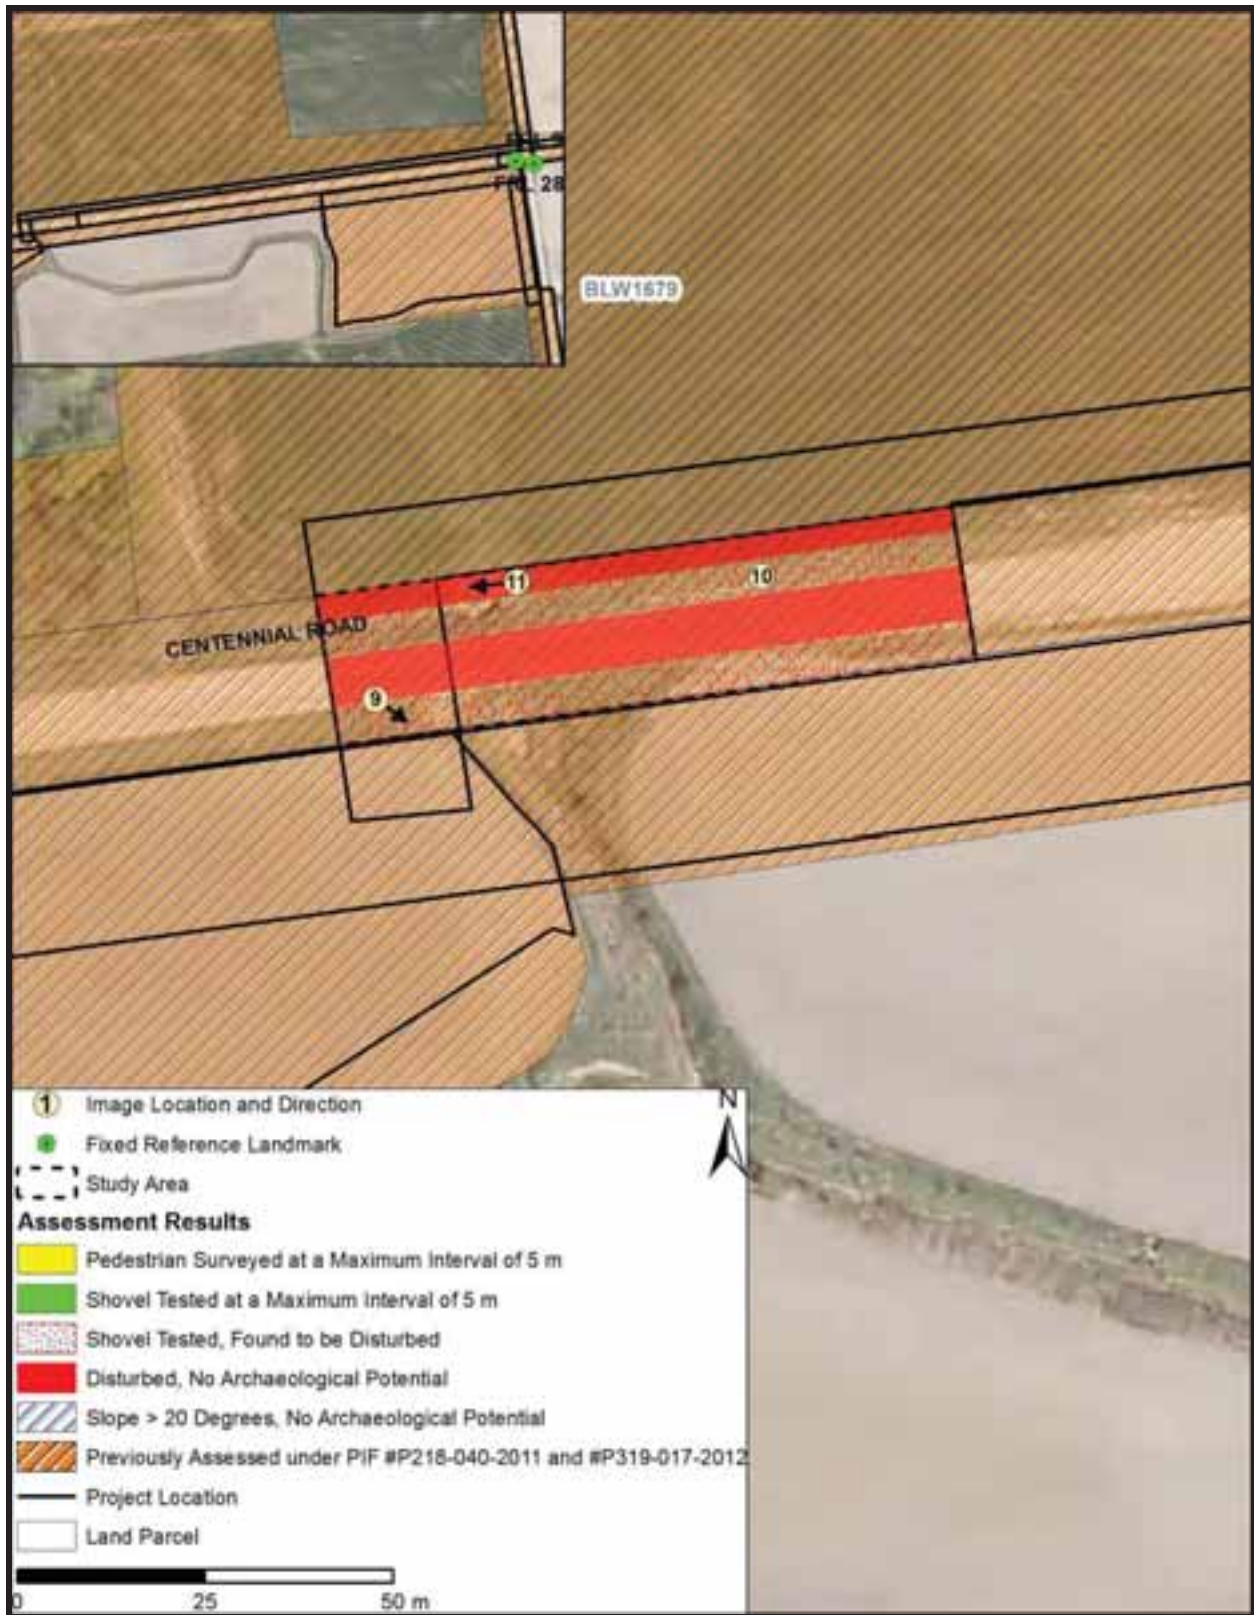 28
BLW1679
11
10
CENTENNIAL ROAD
9
N
1 Image Location and Direction
Fixed Reference Landmark
Study Area
Assessment Results
Pedestrian Surveyed at a Maximum Interval of 5 m
Shovel Tested at a Maximum Interval of 5 m
Shovel Tested, Found to be Disturbed
Disturbed, No Archaeological Potential
Slope > 20 Degrees, No Archaeological Potential
Previously Assessed under PIF #P218-040-2011 and #P319-017-2012
Project Location
Land Parcel
0 25 50 m